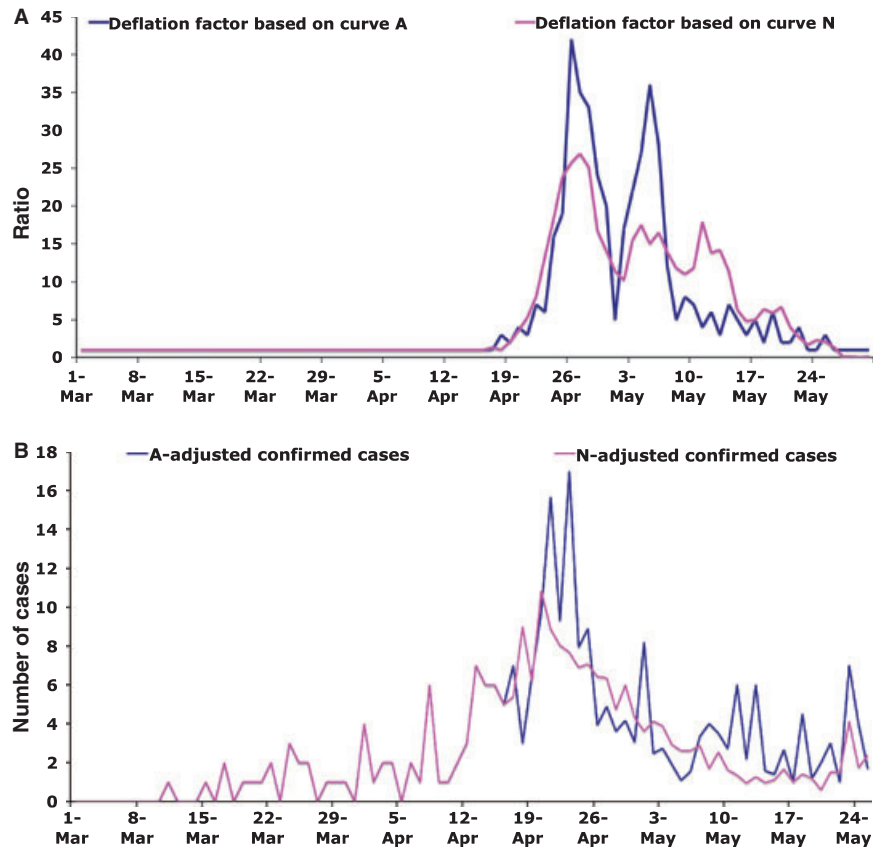 A
Deflation factor based on curve A Deflation factor based on curve N
45
40
35
30
25
20
15
10
5
0
Ratio
1- 8- 15- 22- 29- 5- 12- 19- 26- 3- 10- 17- 24-
Mar Mar Mar Mar Mar Apr Apr Apr Apr May May May May
B
A-adjusted confirmed cases N-adjusted confirmed cases
18
16
14
12
10
8
6
4
2
0
Number of cases
1- 8- 15- 22- 29- 5- 12- 19- 26- 3- 10- 17- 24-
Mar Mar Mar Mar Mar Apr Apr Apr Apr May May May May